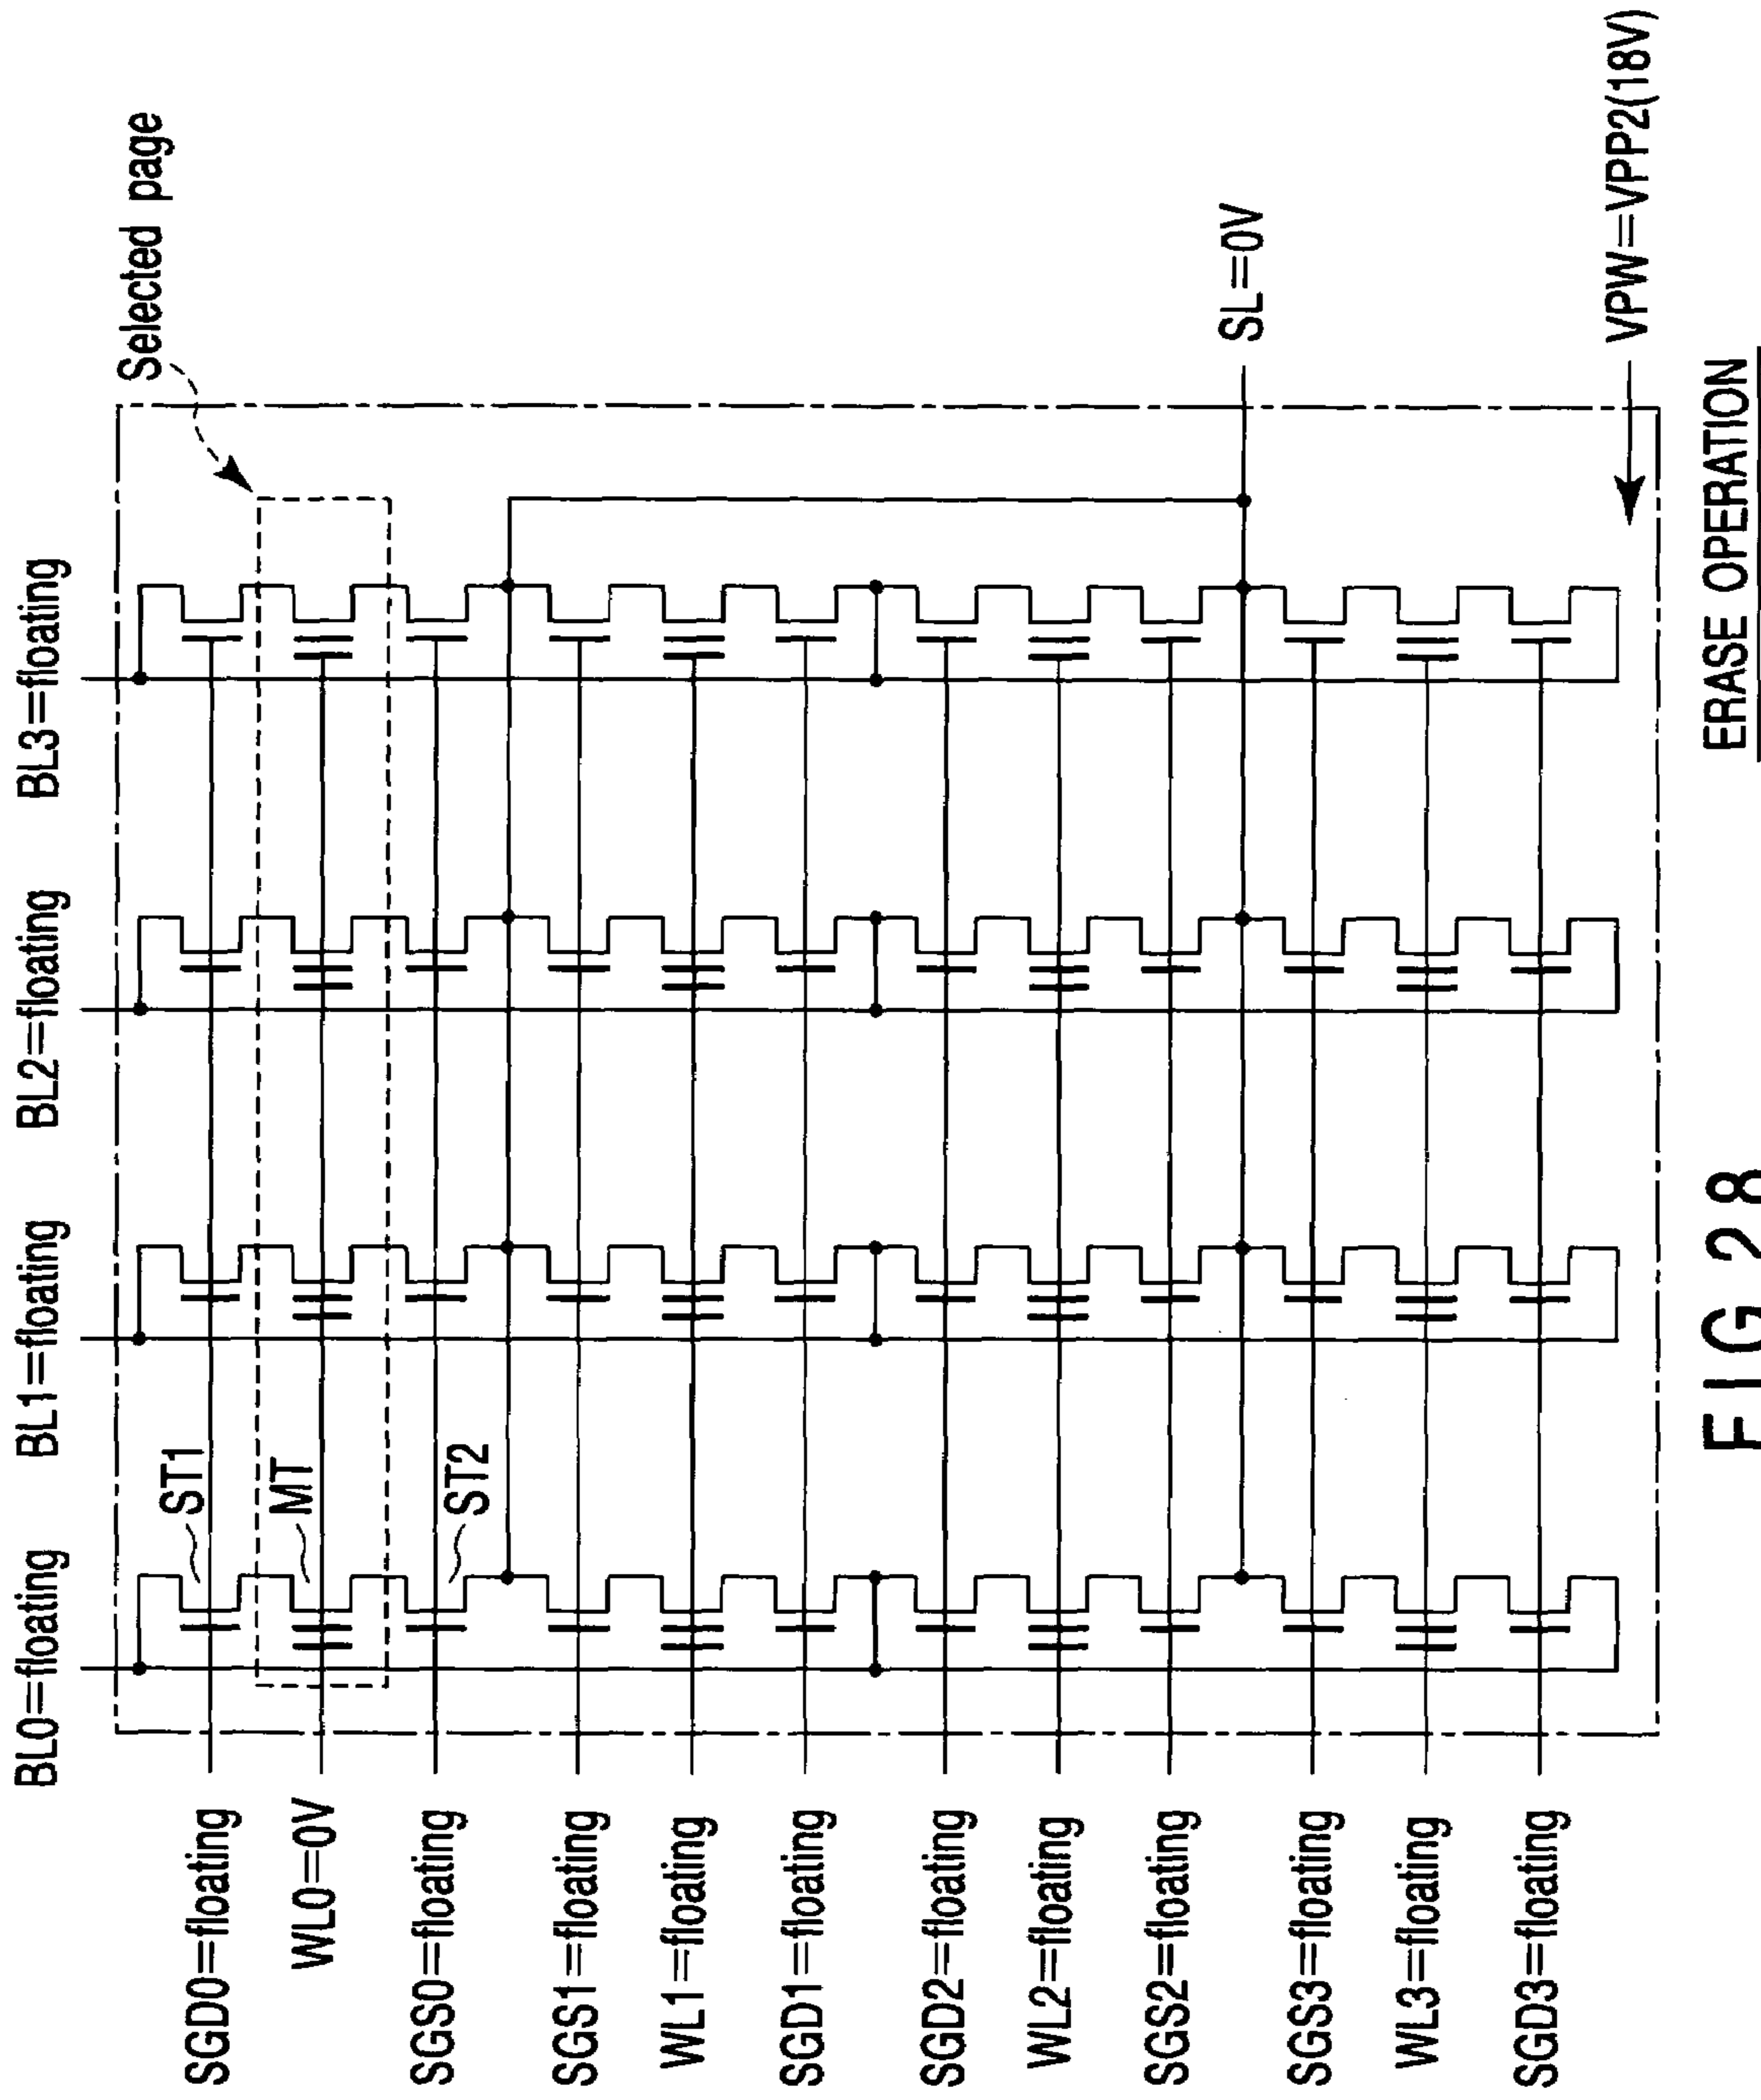 BL0=floating
BL1=floating
BL2=floating
BL3=floating
Selected page
SGD0=floating
ST1
WL0=0V
MT
SGS0=floating
ST2
SGS1=floating
WL1=floating
SGD1=floating
SGD2=floating
WL2=floating
SGS2=floating
SL=0V
SGS3=floating
WL3=floating
SGD3=floating
VPW=VPP2(18V)
ERASE OPERATION
FIG 28